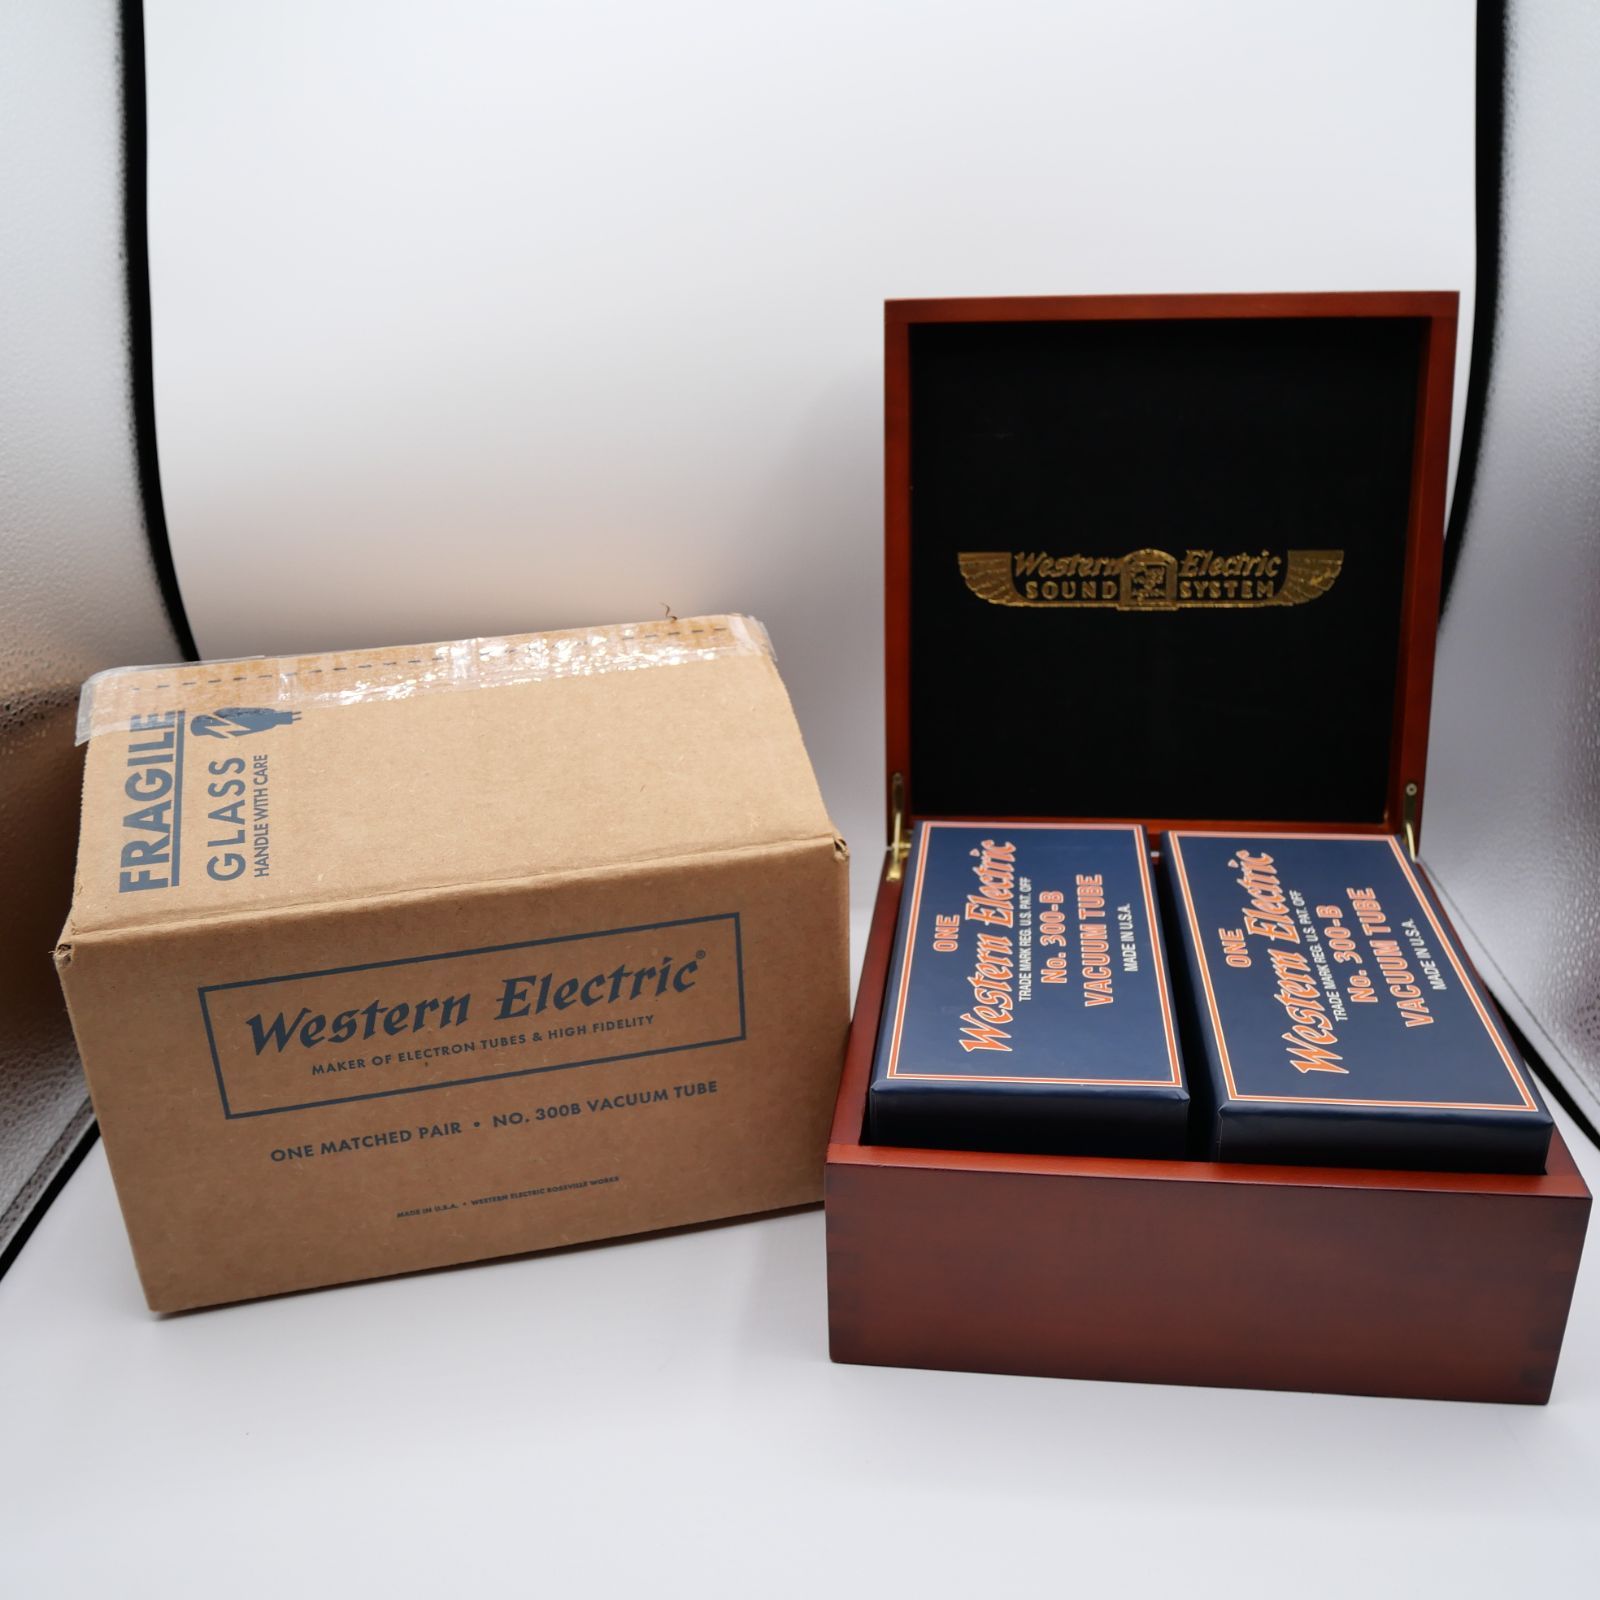 FRAGILE
GLASS
HANDLE WITH CARE
Western Electric®
MAKER OF ELECTRON TUBES & HIGH FIDELITY
ONE MATCHED PAIR • NO. 300B VACUUM TUBE
MADE IN U.S.A. • WESTERN ELECTRIC ROSSVILLE WORKS
Western Electric
SOUND SYSTEM
ONE
Western Electric
TRADE MARK REG. U.S. PAT. OFF
No. 300-B
VACUUM TUBE
MADE IN U.S.A.
ONE
Western Electric
TRADE MARK REG. U.S. PAT. OFF
No. 300-B
VACUUM TUBE
MADE IN U.S.A.